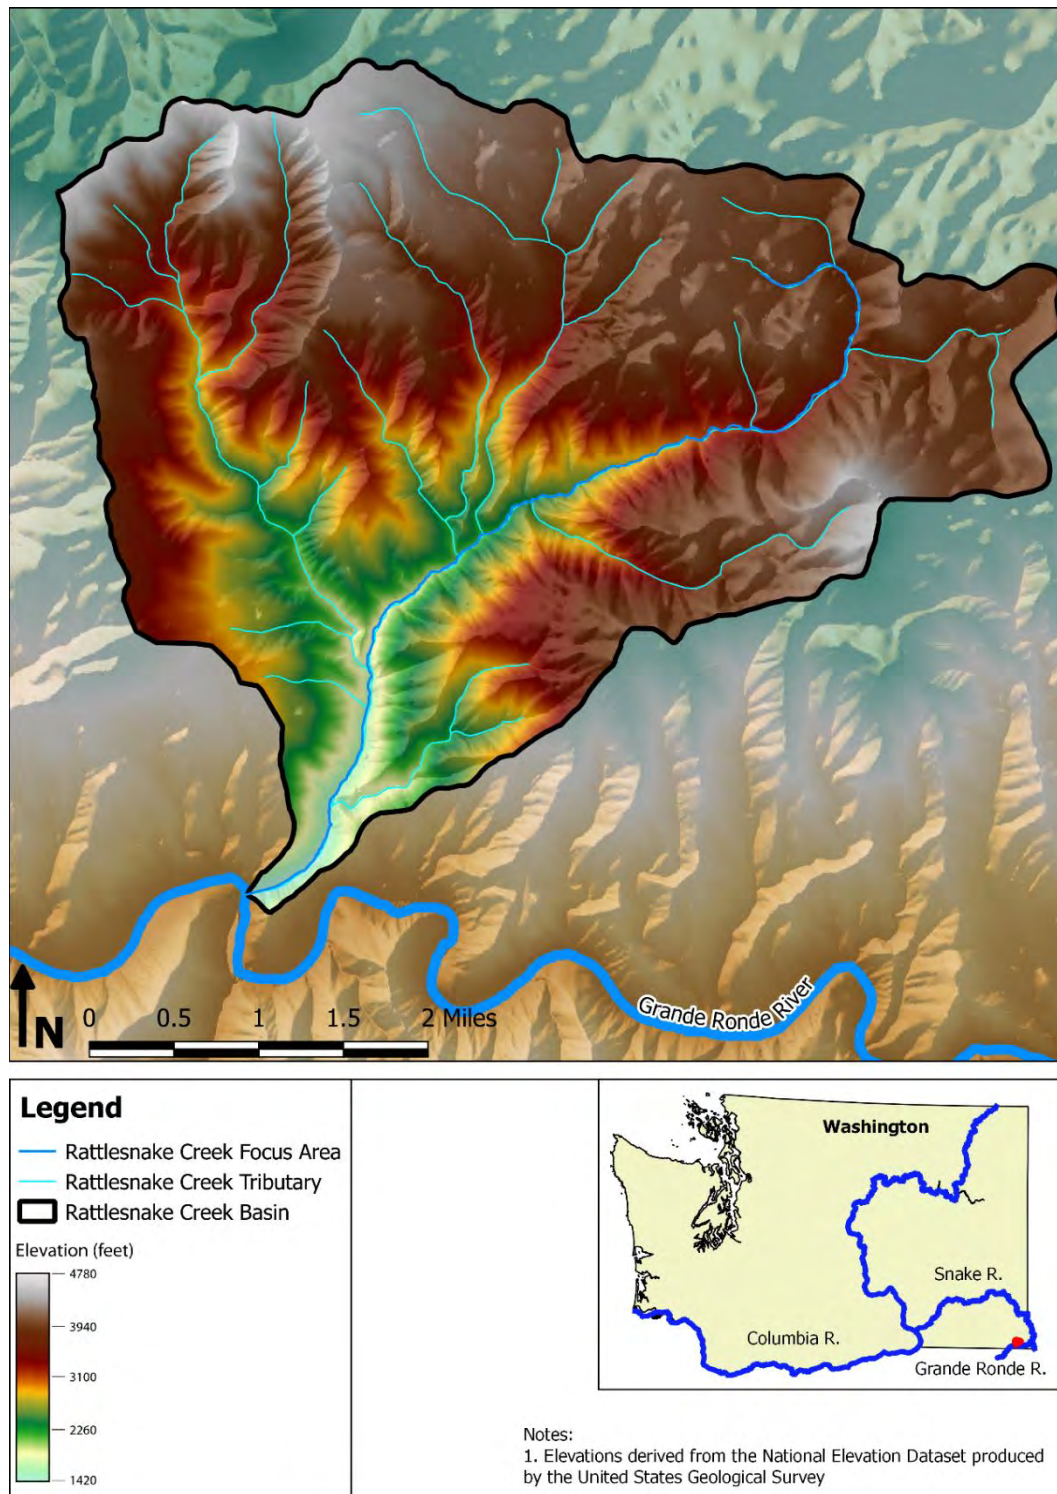 Grande Ronde River
N
0 0.5 1 1.5 2 Miles
Legend
Rattlesnake Creek Focus Area
Rattlesnake Creek Tributary
Rattlesnake Creek Basin
Elevation (feet)
4780
3940
3100
2260
1420
Washington
Snake R.
Columbia R.
Grande Ronde R.
Notes:
1. Elevations derived from the National Elevation Dataset produced
by the United States Geological Survey